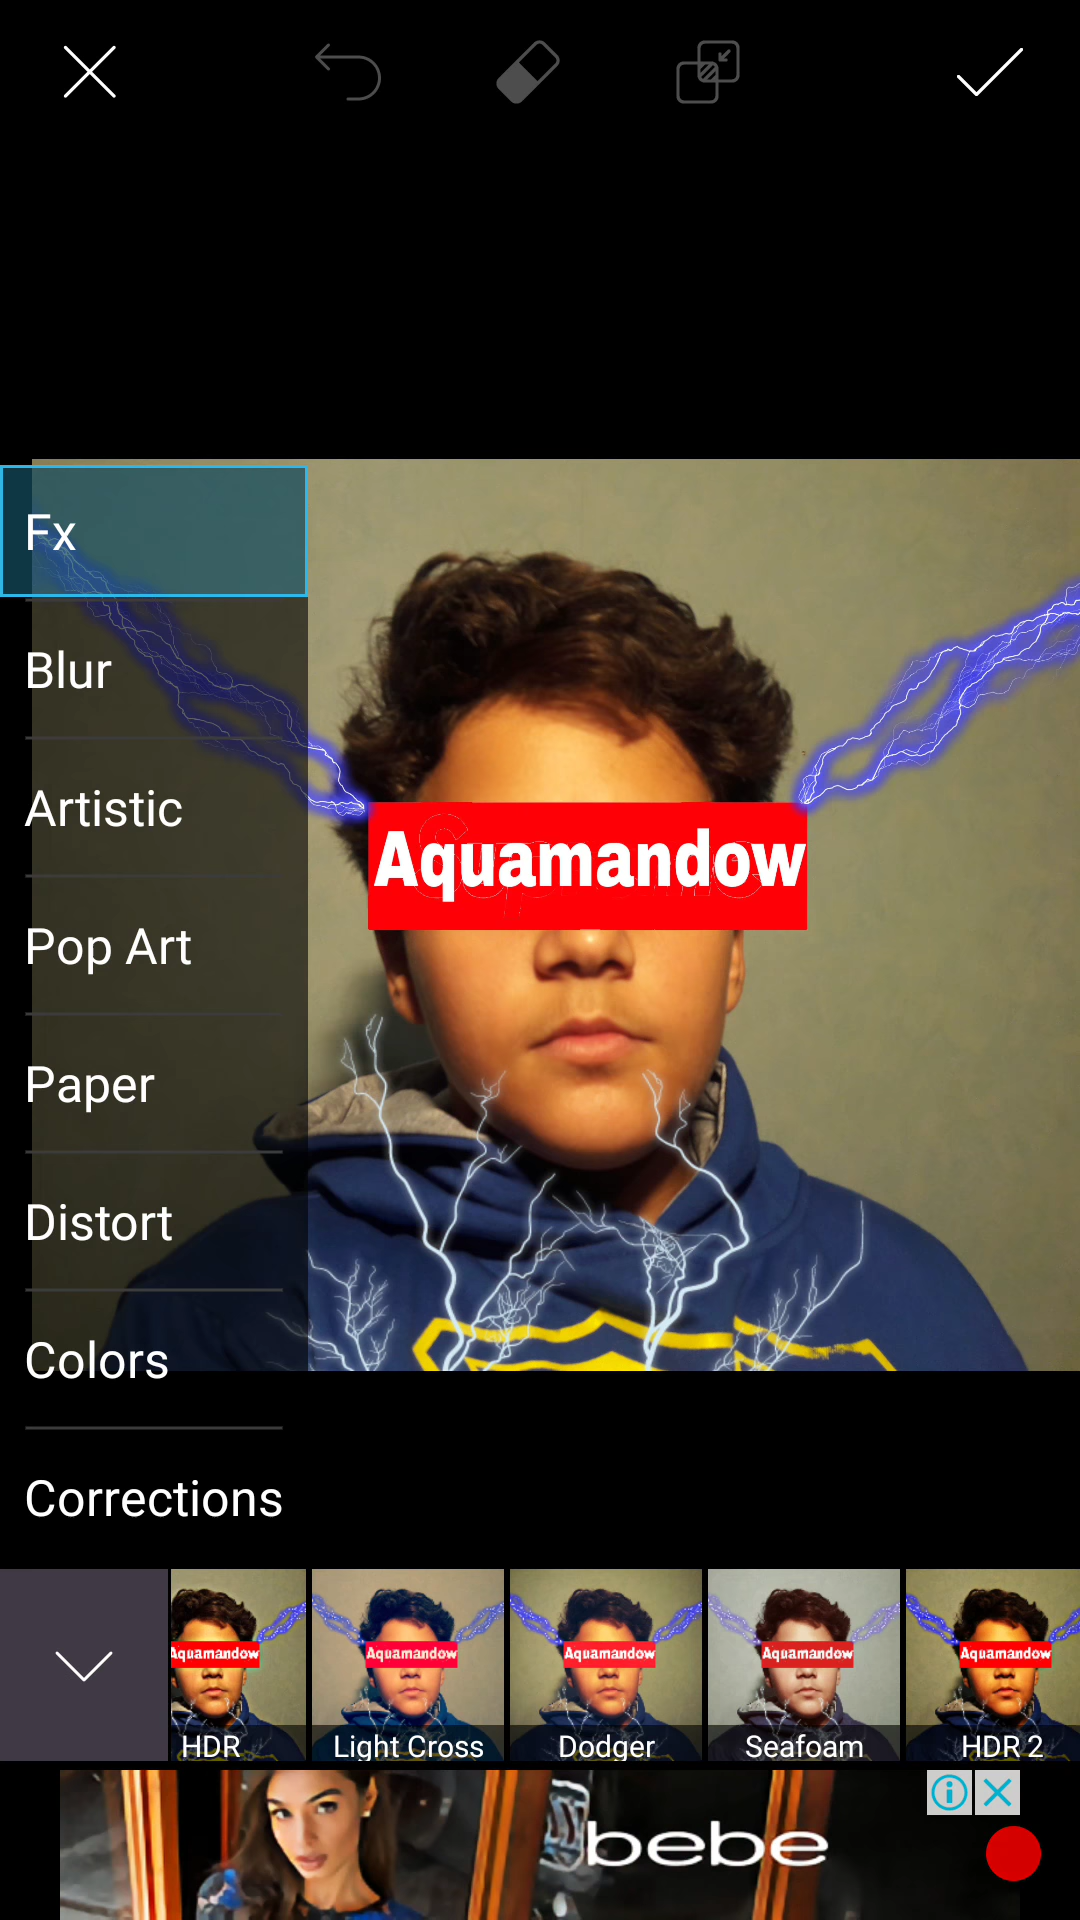 Fx
Blur
Artistic
Pop Art
Paper
Distort
Colors
Corrections
Aquamandow
Aquamandow
Aquamandow
Aquamandow
Aquamandow
Aquamandow
HDR
Light Cross
Dodger
Seafoam
HDR 2
bebe